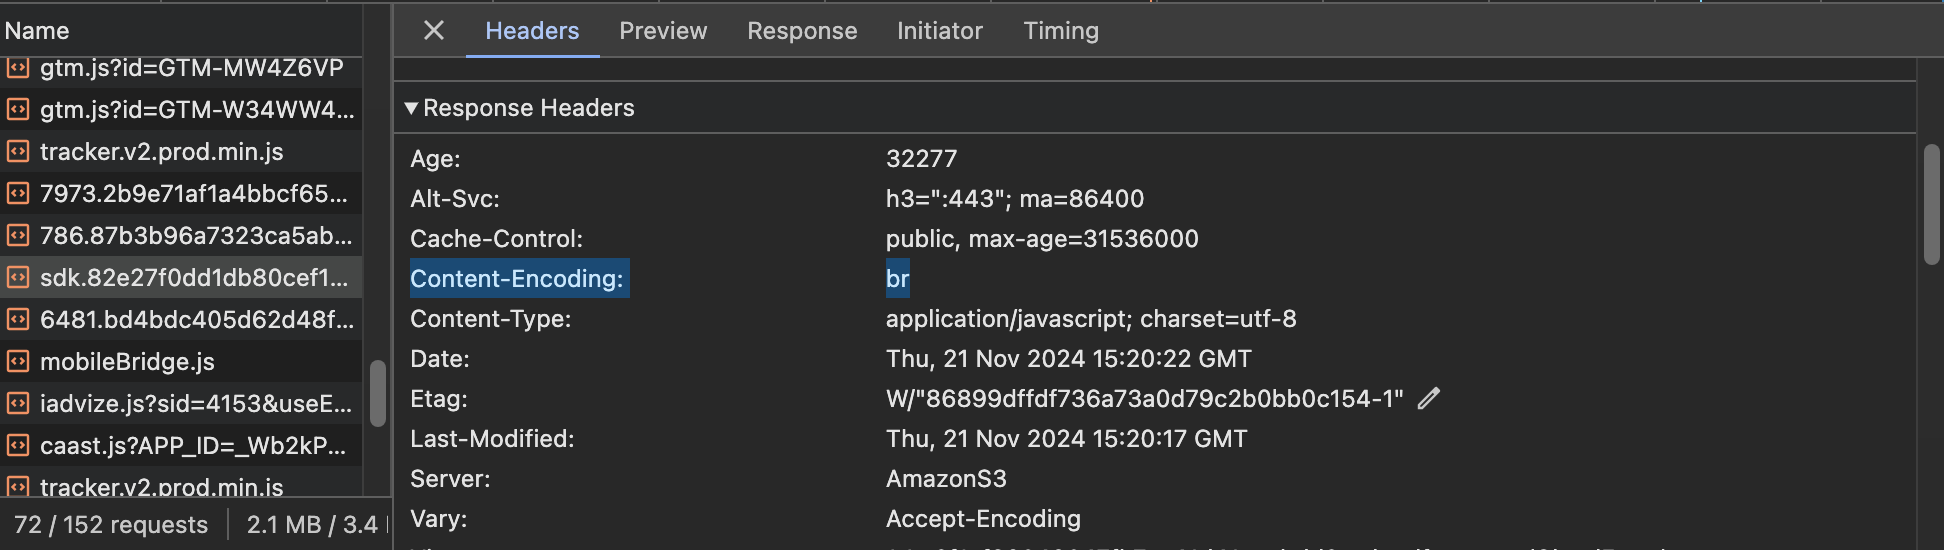 Name
gtm.js?id=GTM-MW4Z6VP
gtm.js?id=GTM-W34WW4...
tracker.v2.prod.min.js
7973.2b9e71af1a4bbcf65...
786.87b3b96a7323ca5ab...
sdk.82e27f0dd1db80cef1...
6481.bd4bdc405d62d48f...
mobileBridge.js
iadvize.js?sid=4153&useE...
caast.js?APP_ID=_Wb2kP...
tracker.v2.prod.min.js
72 / 152 requests
2.1 MB / 3.4
Headers Preview Response Initiator Timing
Response Headers
Age: 32277
Alt-Svc: h3=":443"; ma=86400
Cache-Control: public, max-age=31536000
Content-Encoding: br
Content-Type: application/javascript; charset=utf-8
Date: Thu, 21 Nov 2024 15:20:22 GMT
Etag: W/"86899dffdf736a73a0d79c2b0bb0c154-1"
Last-Modified: Thu, 21 Nov 2024 15:20:17 GMT
Server: AmazonS3
Vary: Accept-Encoding